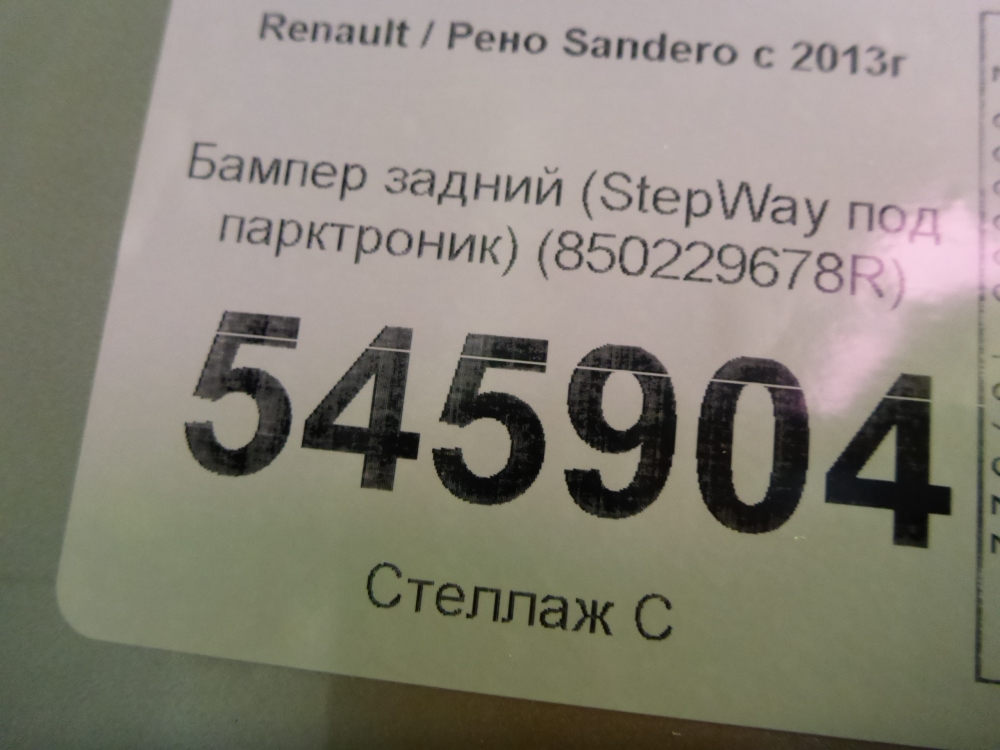 Renault / Рено Sandero с 2013г
Бампер задний (StepWay под
парктроник) (850229678R)
545904
Стеллаж С